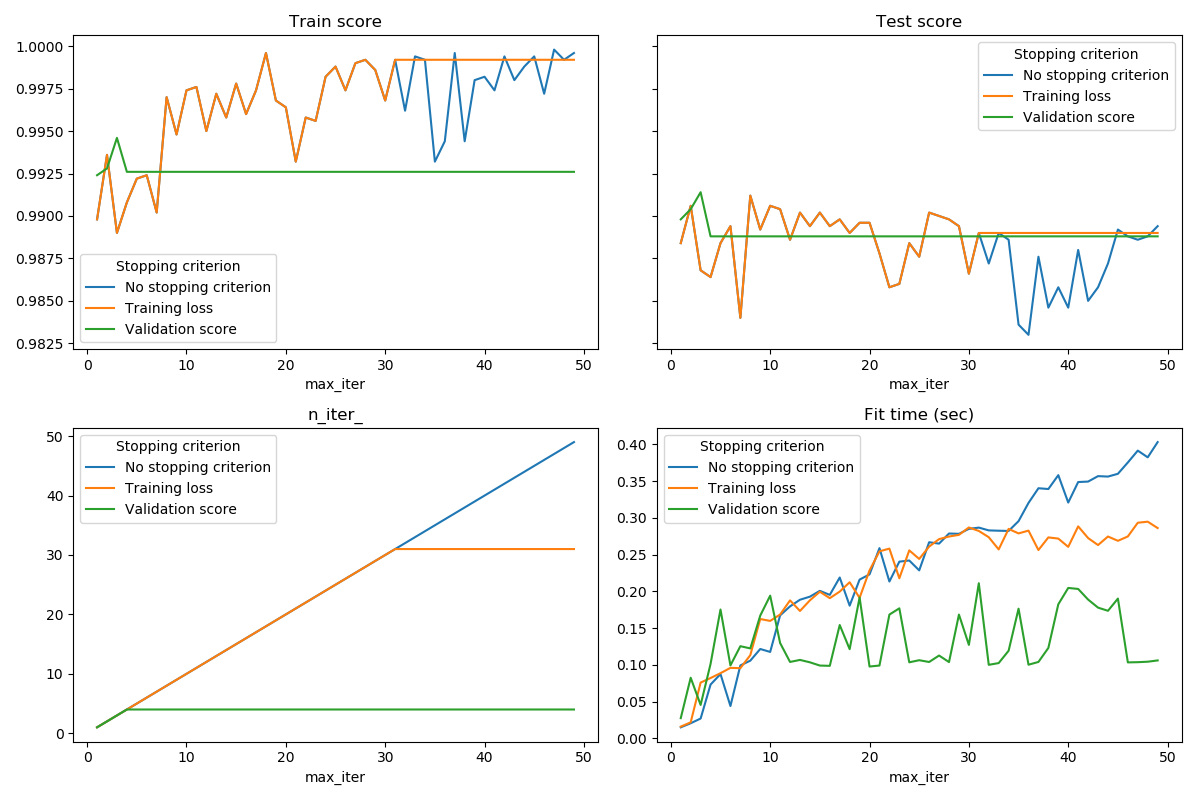 Train score
1.0000
0.9975
0.9950
0.9925
0.9900
0.9875
0.9850
0.9825
Stopping criterion
No stopping criterion
Training loss
Validation score
0 10 20 30 40 50
max_iter
Test score
Stopping criterion
No stopping criterion
Training loss
Validation score
0 10 20 30 40 50
max_iter
n_iter_
50
40
30
20
10
0
Stopping criterion
No stopping criterion
Training loss
Validation score
0 10 20 30 40 50
max_iter
Fit time (sec)
0.40
0.35
0.30
0.25
0.20
0.15
0.10
0.05
0.00
Stopping criterion
No stopping criterion
Training loss
Validation score
0 10 20 30 40 50
max_iter